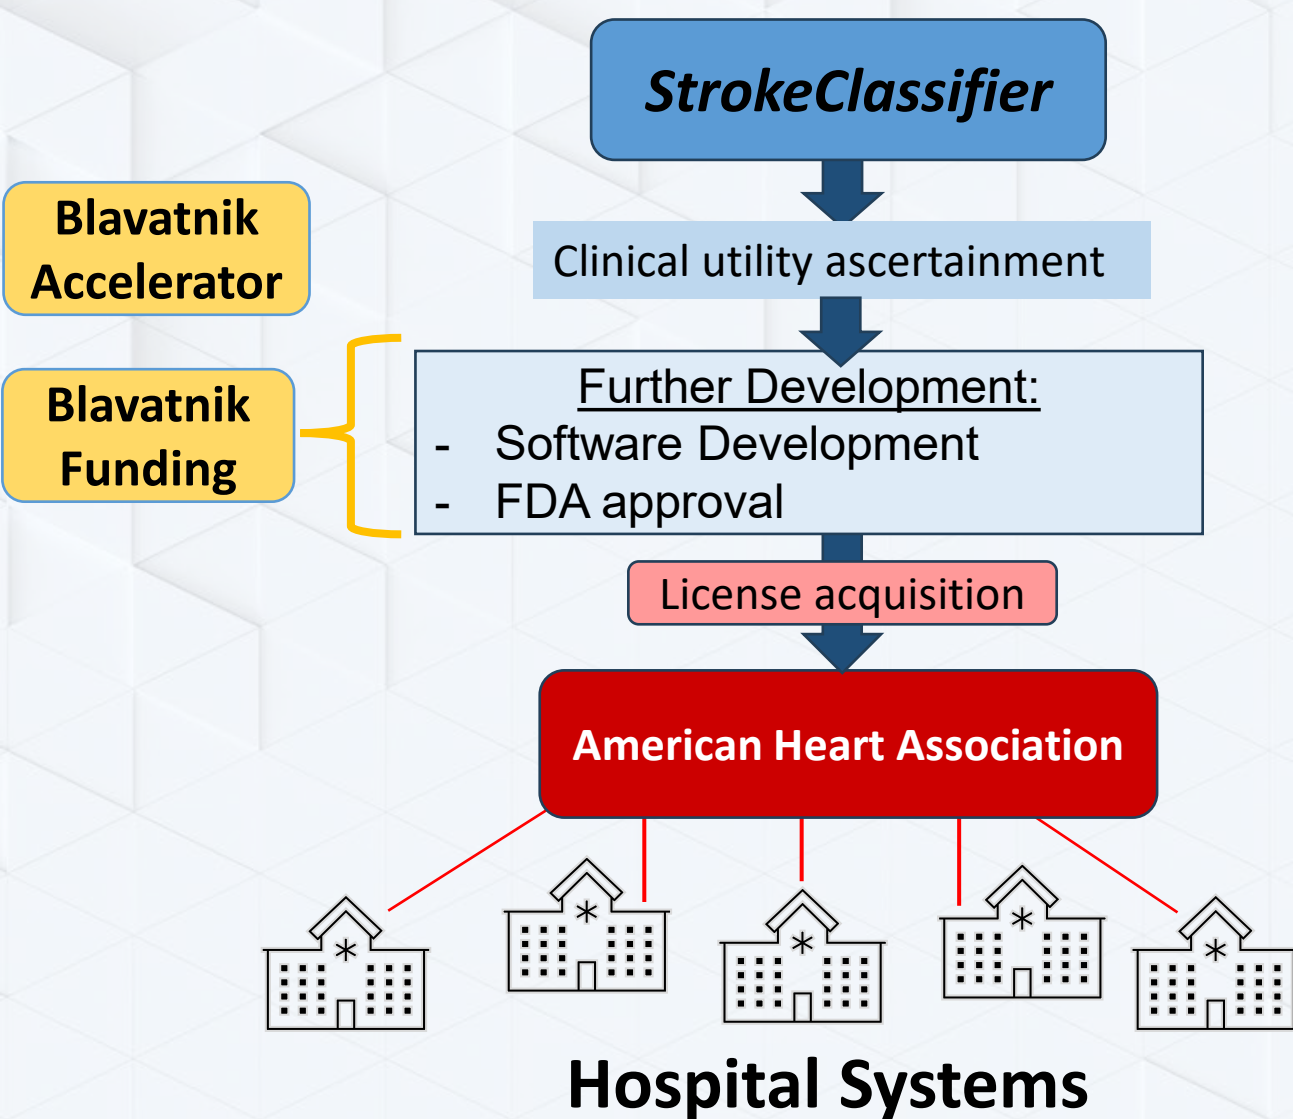 StrokeClassifier
Blavatnik
Accelerator
Clinical utility ascertainment
Blavatnik
Funding
Further Development:
- Software Development
- FDA approval
License acquisition
American Heart Association
Hospital Systems